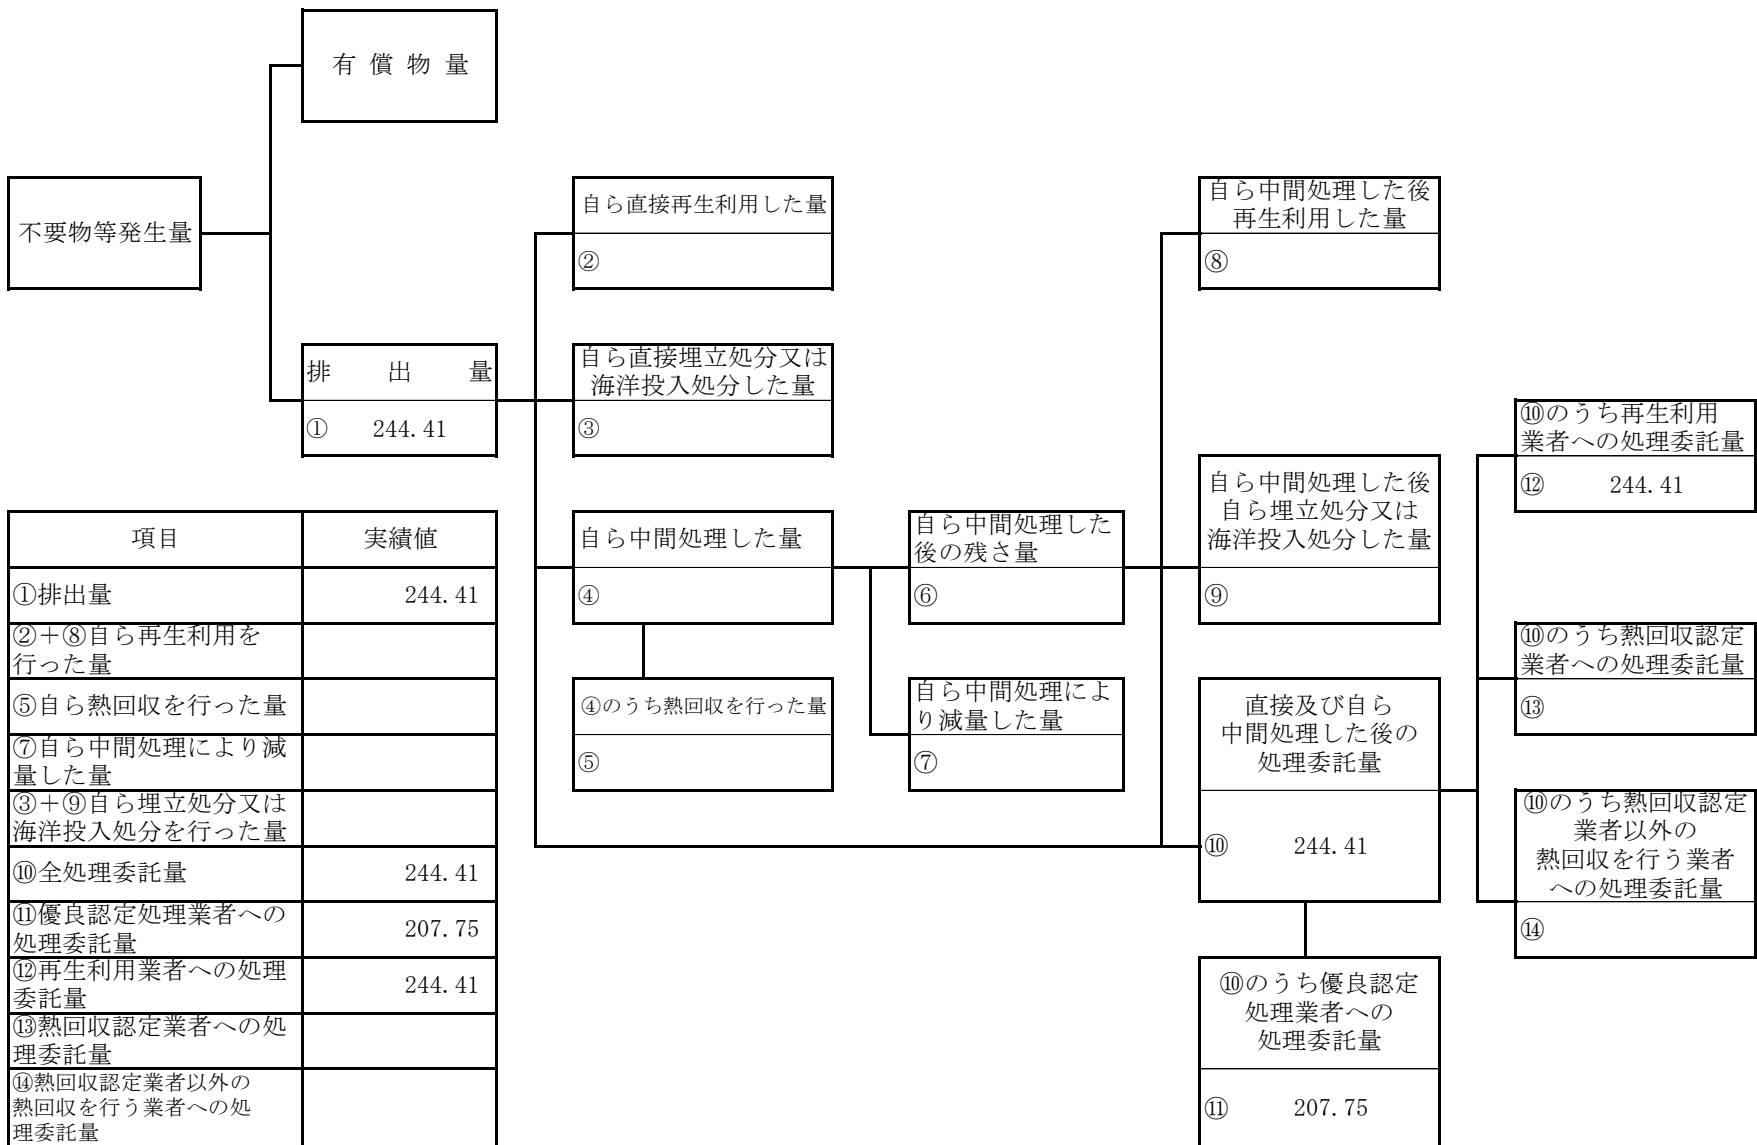 有償物量
不要物等発生量
排出量
① 244.41
自ら直接再生利用した量
②
自ら直接埋立処分又は
海洋投入処分した量
③
自ら中間処理した量
④
④のうち熱回収を行った量
⑤
自ら中間処理した
後の残さ量
⑥
自ら中間処理によ
り減量した量
⑦
自ら中間処理した後
再生利用した量
⑧
自ら中間処理した後
自ら埋立処分又は
海洋投入処分した量
⑨
直接及び自ら
中間処理した後の
処理委託量
⑩ 244.41
⑩のうち優良認定
処理業者への
処理委託量
⑪ 207.75
⑩のうち再生利用
業者への処理委託量
⑫ 244.41
⑩のうち熱回収認定
業者への処理委託量
⑬
⑩のうち熱回収認定
業者以外の
熱回収を行う業者
への処理委託量
⑭
項目 実績値
①排出量 244.41
②+⑧自ら再生利用を
行った量
⑤自ら熱回収を行った量
⑦自ら中間処理により減
量した量
③+⑨自ら埋立処分又は
海洋投入処分を行った量
⑩全処理委託量 244.41
⑪優良認定処理業者への
処理委託量 207.75
⑫再生利用業者への処理
委託量 244.41
⑬熱回収認定業者への処
理委託量
⑭熱回収認定業者以外の
熱回収を行う業者への処
理委託量